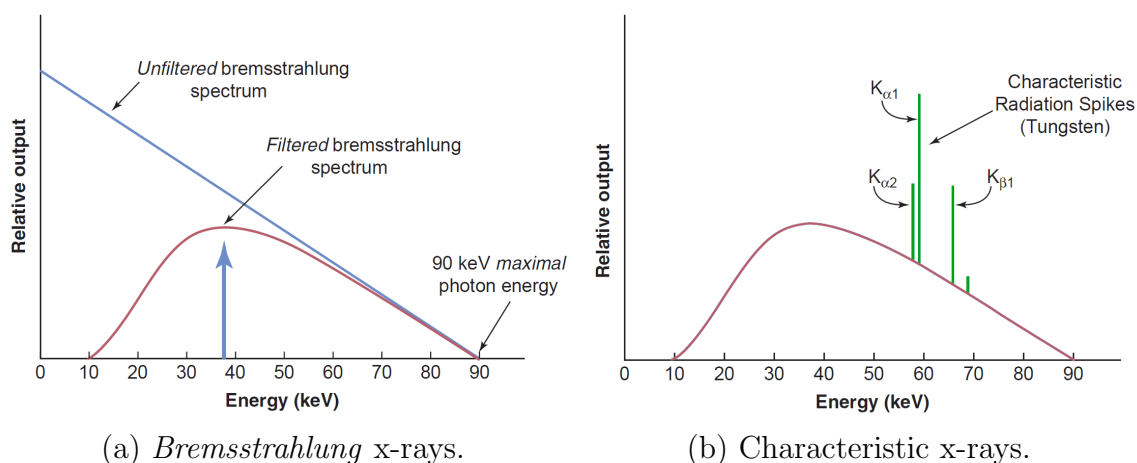 Relative output
Unfiltered bremsstrahlung
spectrum
Filtered bremsstrahlung
spectrum
90 keV maximal
photon energy
0 10 20 30 40 50 60 70 80 90
Energy (keV)
(a) Bremsstrahlung x-rays.
Relative output
Kα1
Characteristic
Radiation Spikes
(Tungsten)
Kα2
Kβ1
0 10 20 30 40 50 60 70 80 90
Energy (keV)
(b) Characteristic x-rays.